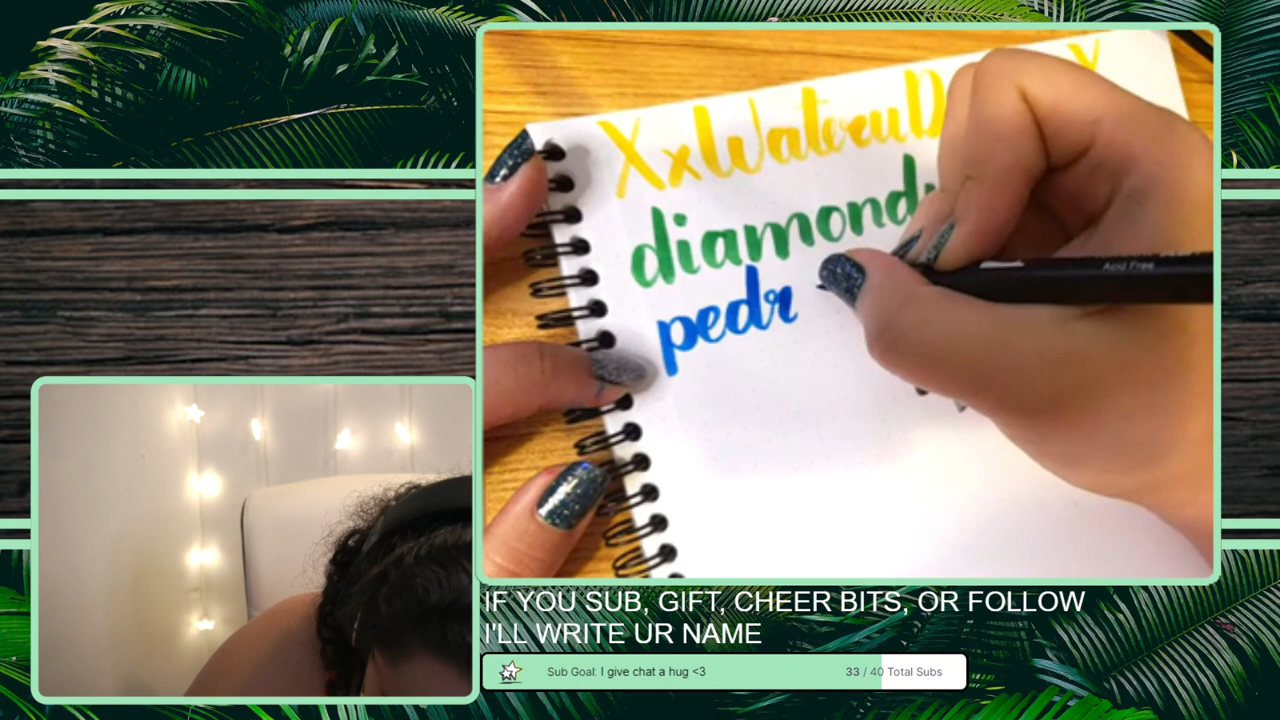 XxWateruD
Y
diamond
pedr
Acid Free
IF YOU SUB, GIFT, CHEER BITS, OR FOLLOW
I'LL WRITE UR NAME
Sub Goal: I give chat a hug <3 33 / 40 Total Subs